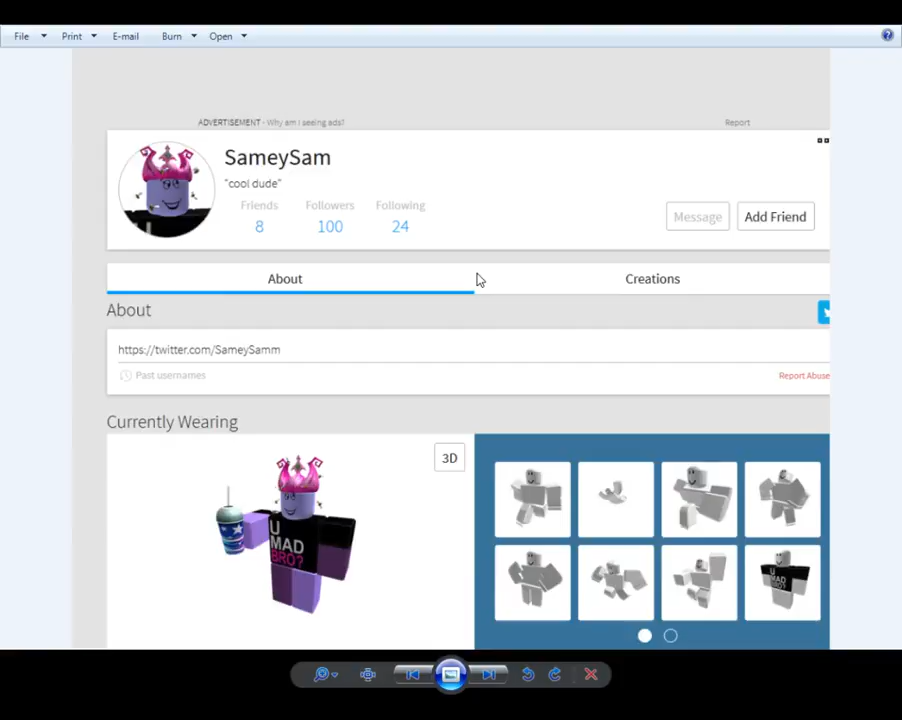 File Print E-mail Burn Open
ADVERTISEMENT - Why am I seeing ads? Report
SameySam
"cool dude"
Friends Followers Following
8 100 24
Message Add Friend
About Creations
About
https://twitter.com/SameySamm
Past usernames Report Abuse
Currently Wearing
3D
U
MAD
BRO?
U
MAD
BRO?